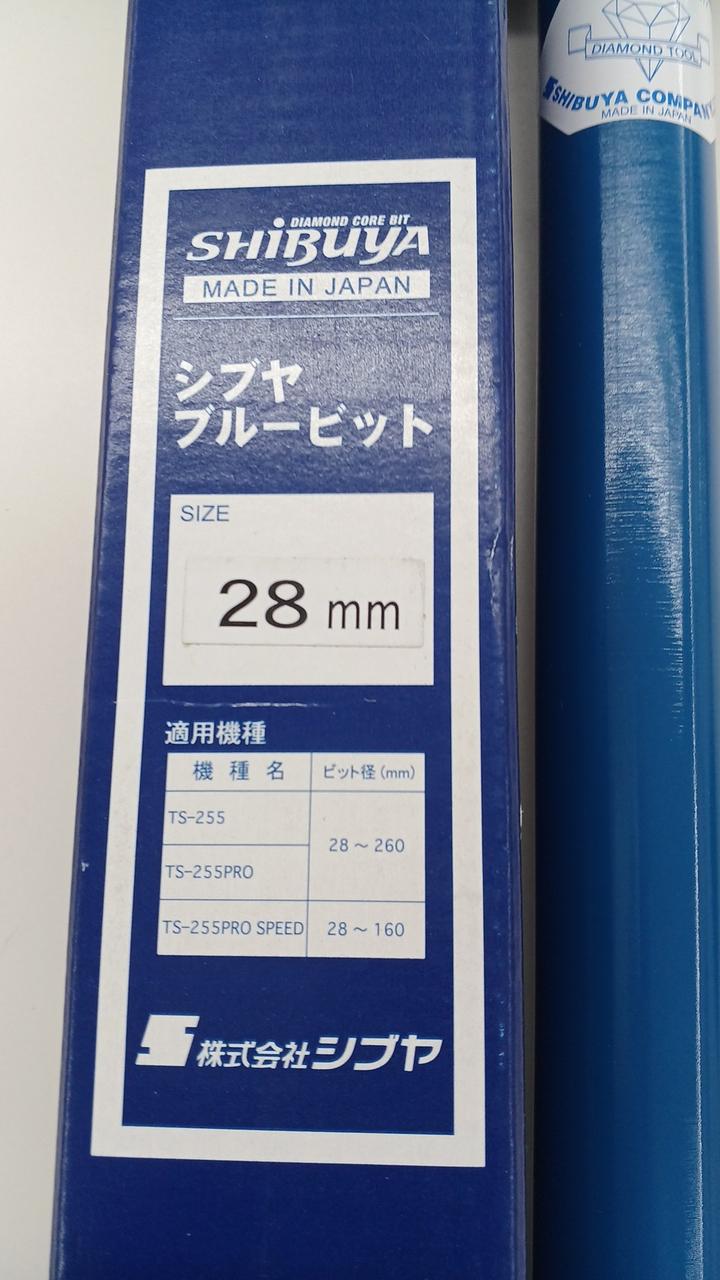 DIAMOND CORE BIT
SHIBUYA
MADE IN JAPAN
シブヤ
ブルービット
SIZE
28 mm
適用機種
機種名 ビット径(mm)
TS-255
28～260
TS-255PRO
TS-255PRO SPEED 28～160
株式会社シブヤ
DIAMOND TOOL
SHIBUYA COMPANY
MADE IN JAPAN